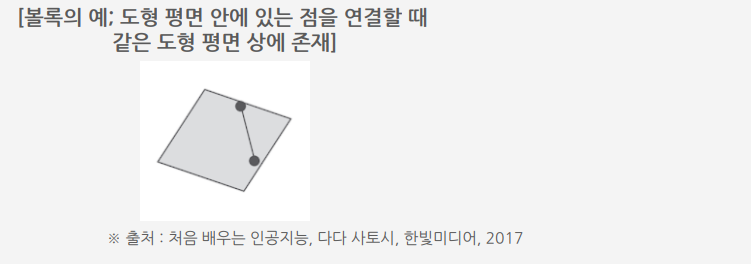 [볼록의 예; 도형 평면 안에 있는 점을 연결할 때
같은 도형 평면 상에 존재]
※ 출처 : 처음 배우는 인공지능, 다다 사토시, 한빛미디어, 2017